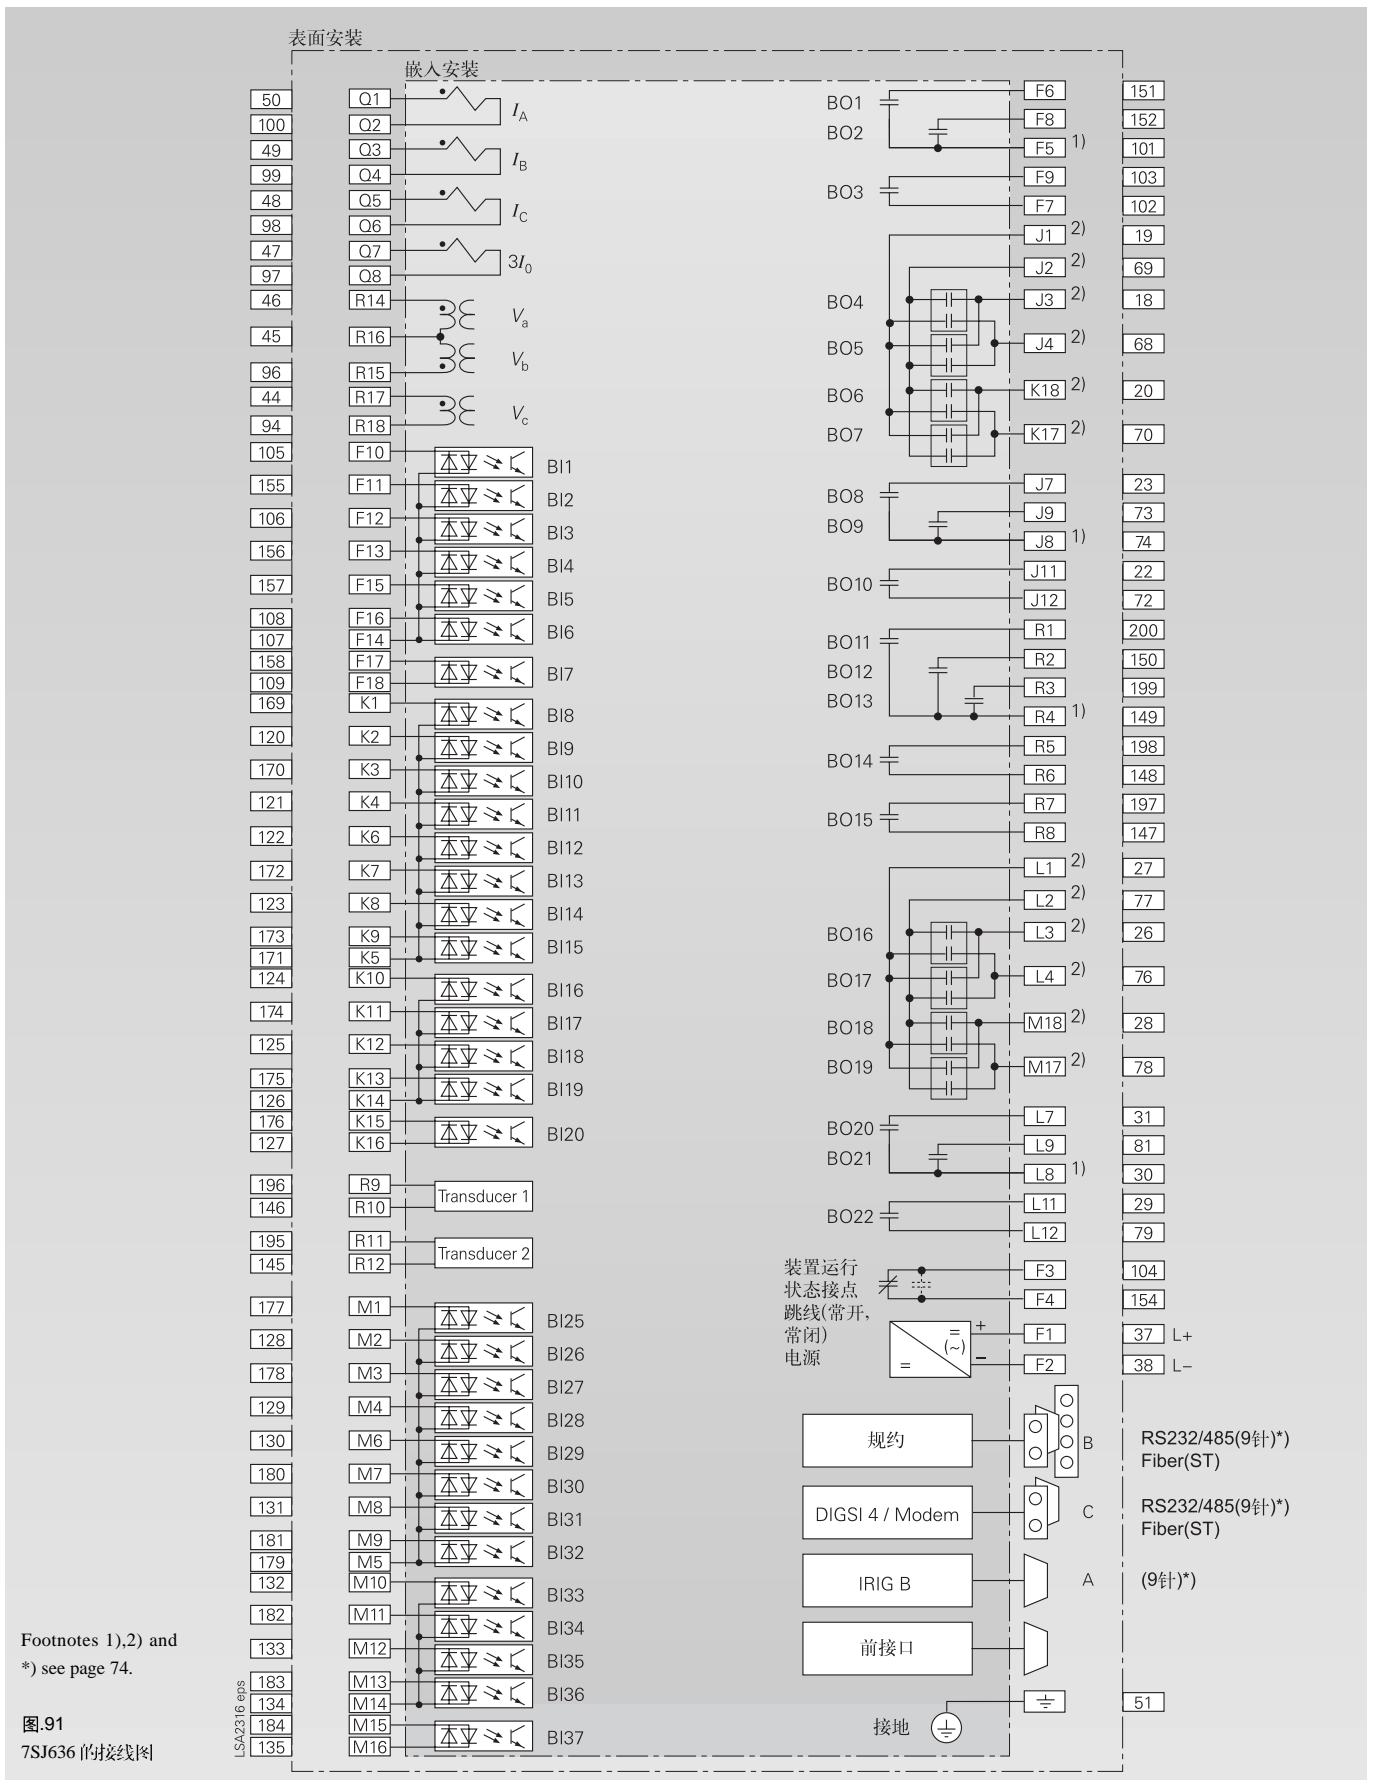 表面安装
嵌入安装
50 Q1
100 Q2
I_A
49 Q3
99 Q4
I_B
48 Q5
98 Q6
I_C
47 Q7
97 Q8
3I_0
46 R14
V_a
45 R16
V_b
96 R15
44 R17
V_c
94 R18
105 F10 BI1
155 F11 BI2
106 F12 BI3
156 F13 BI4
157 F15 BI5
108 F16 BI6
107 F14
158 F17 BI7
109 F18
169 K1 BI8
120 K2 BI9
170 K3 BI10
121 K4 BI11
122 K6 BI12
172 K7 BI13
123 K8 BI14
173 K9 BI15
171 K5
124 K10 BI16
174 K11 BI17
125 K12 BI18
175 K13 BI19
126 K14
176 K15 BI20
127 K16
196 R9
Transducer 1
146 R10
195 R11
Transducer 2
145 R12
177 M1 BI25
128 M2 BI26
178 M3 BI27
129 M4 BI28
130 M6 BI29
180 M7 BI30
131 M8 BI31
181 M9 BI32
179 M5
132 M10 BI33
182 M11 BI34
133 M12 BI35
183 M13 BI36
134 M14
184 M15 BI37
135 M16
BO1 F6 151
BO2 F8 152
F5 1) 101
BO3 F9 103
F7 102
J1 2) 19
J2 2) 69
BO4 J3 2) 18
BO5 J4 2) 68
BO6 K18 2) 20
BO7 K17 2) 70
BO8 J7 23
BO9 J9 73
J8 1) 74
BO10 J11 22
J12 72
BO11 R1 200
BO12 R2 150
BO13 R3 199
R4 1) 149
BO14 R5 198
R6 148
BO15 R7 197
R8 147
L1 2) 27
L2 2) 77
BO16 L3 2) 26
BO17 L4 2) 76
BO18 M18 2) 28
BO19 M17 2) 78
BO20 L7 31
BO21 L9 81
L8 1) 30
BO22 L11 29
L12 79
装置运行
状态接点
跳线(常开,
常闭)
电源
F3 104
F4 154
= (~) =
+ F1 37 L+
− F2 38 L−
规约 B RS232/485(9针)*)
Fiber(ST)
DIGSI 4 / Modem C RS232/485(9针)*)
Fiber(ST)
IRIG B A (9针)*)
前接口
接地 51
Footnotes 1),2) and
*) see page 74.
LSA2316 eps
图.91
7SJ636 的接线图